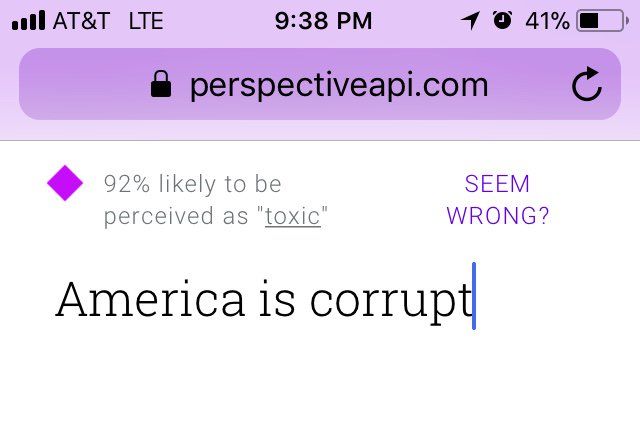 AT&T LTE 9:38 PM 41%
perspectiveapi.com
92% likely to be
perceived as "toxic"
SEEM
WRONG?
America is corrupt